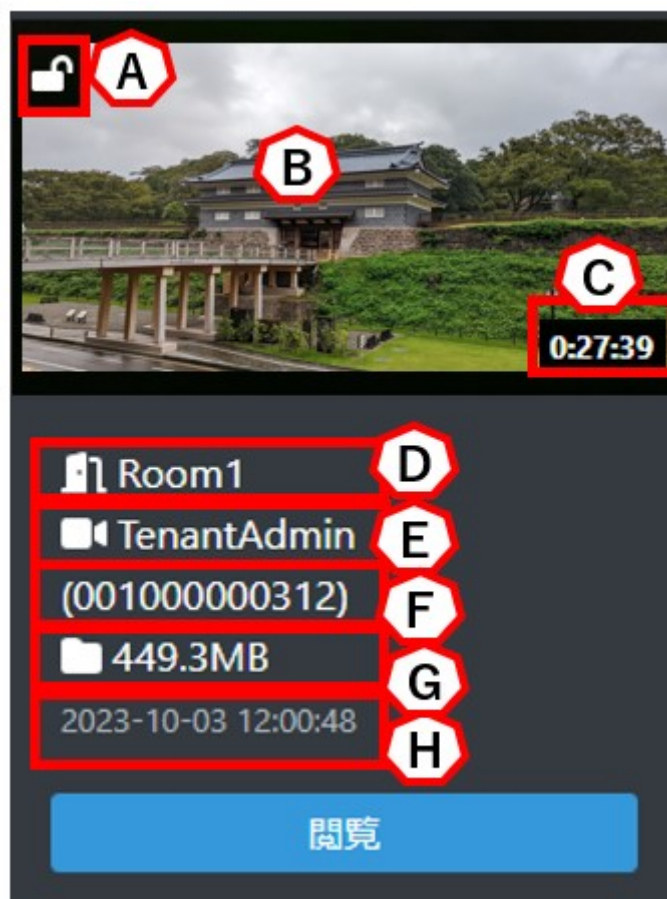 A
B
C
0:27:39
Room1
D
TenantAdmin
E
(001000000312)
F
449.3MB
G
2023-10-03 12:00:48
H
閲覧